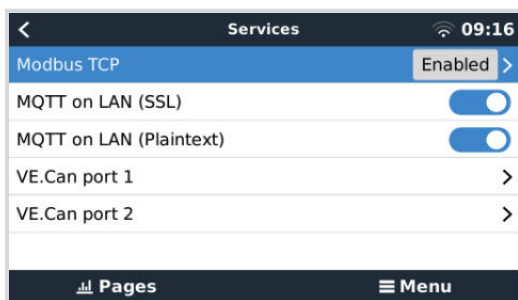 Services 09:16
Modbus TCP Enabled
MQTT on LAN (SSL)
MQTT on LAN (Plaintext)
VE.Can port 1
VE.Can port 2
Pages Menu